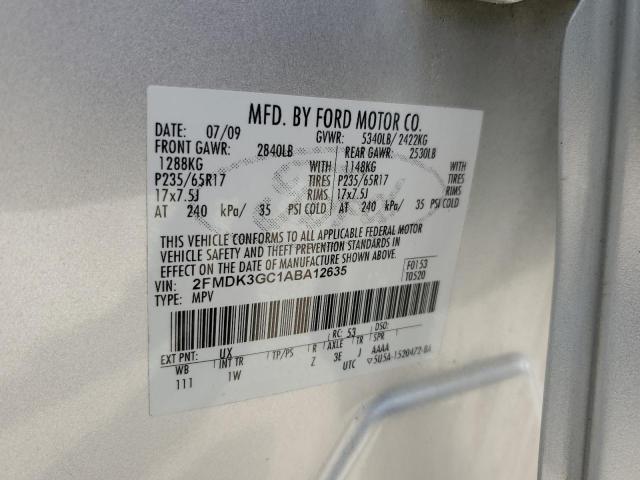 MFD. BY FORD MOTOR CO.
DATE: 07/09 GVWR: 5340LB/ 2422KG
FRONT GAWR: 2840LB REAR GAWR: 2530LB
1288KG WITH 1148KG WITH
P235/65R17 TIRES P235/65R17 TIRES
17x7.5J RIMS 17x7.5J RIMS
AT 240 kPa/ 35 PSI COLD AT 240 kPa/ 35 PSI COLD
THIS VEHICLE CONFORMS TO ALL APPLICABLE FEDERAL MOTOR
VEHICLE SAFETY AND THEFT PREVENTION STANDARDS IN
EFFECT ON THE DATE OF MANUFACTURE SHOWN ABOVE.
VIN: 2FMDK3GC1ABA12635 F0153
TYPE: MPV T0520
EXT PNT: UX RC: 53 DSO:
WB INT TR TP/PS R AXLE TR SPR
111 1W Z 3E J AAAA
UTC 5U5A-1520472-BA